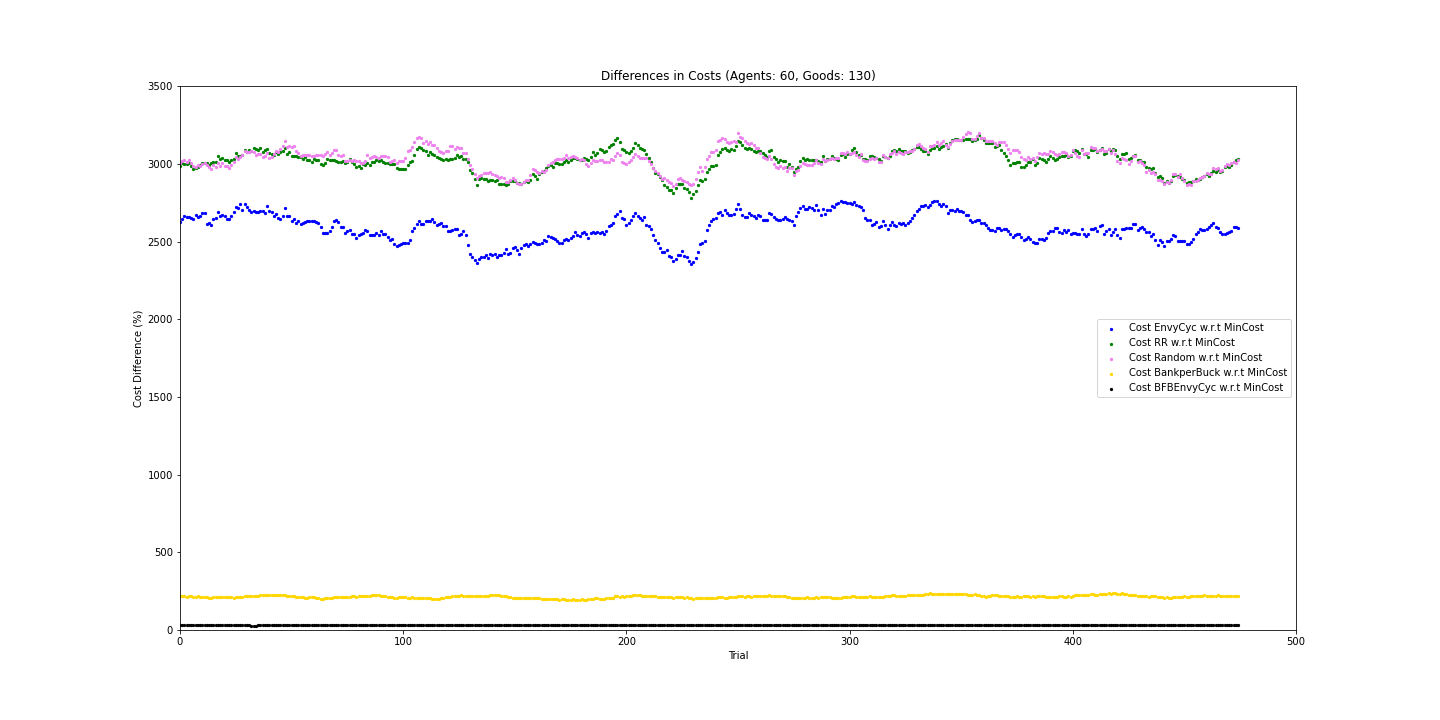 Differences in Costs (Agents: 60, Goods: 130)
3500
3000
2500
2000
1500
1000
500
0
Cost Difference (%)
Cost EnvyCyc w.r.t MinCost
Cost RR w.r.t MinCost
Cost Random w.r.t MinCost
Cost BankperBuck w.r.t MinCost
Cost BFBEnvyCyc w.r.t MinCost
0 100 200 300 400 500
Trial